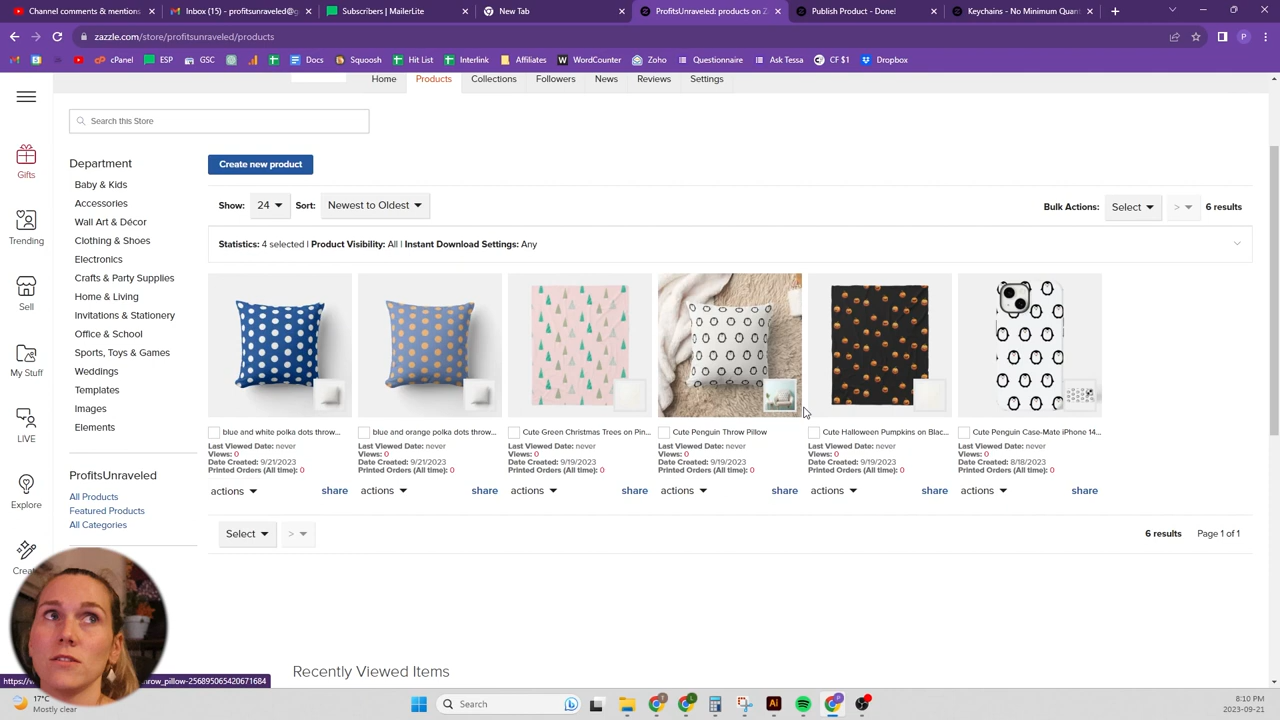 Channel comments
Inbox (15) - unraveled@g
Subscribers | MailerLite
New Tab
Profits Unraveled: products on Z
Publish Product - Done!
Keychains - No Minimum Quant
zazzle.com/store/profitsunraveled/products
cPanel
ESP
GSC
Docs
Squoosh
Hit List
Interlink
Affiliates
WordCounter
Zoho
Questionnaire
Ask Tessa
CF $1
Dropbox
Home
Products
Collections
Followers
News
Reviews
Settings
Search this Store
Gifts
Trending
Sell
My Stuff
LIVE
Explore
Creat
Department
Baby & Kids
Accessories
Wall Art & Décor
Clothing & Shoes
Electronics
Crafts & Party Supplies
Home & Living
Invitations & Stationery
Office & School
Sports, Toys & Games
Weddings
Templates
Images
Elements
ProfitsUnraveled
All Products
Featured Products
All Categories
Create new product
Show: 24 Sort: Newest to Oldest
Bulk Actions: Select > 6 results
Statistics: 4 selected | Product Visibility: All | Instant Download Settings: Any
blue and white polka dots throw...
Last Viewed Date: never
Views: 0
Date Created: 9/21/2023
Printed Orders (All time): 0
actions share
blue and orange polka dots throw...
Last Viewed Date: never
Views: 0
Date Created: 9/21/2023
Printed Orders (All time): 0
actions share
Cute Green Christmas Trees on Pin...
Last Viewed Date: never
Views: 0
Date Created: 9/19/2023
Printed Orders (All time): 0
actions share
Cute Penguin Throw Pillow
Last Viewed Date: never
Views: 0
Date Created: 9/19/2023
Printed Orders (All time): 0
actions share
Cute Halloween Pumpkins on Blac...
Last Viewed Date: never
Views: 0
Date Created: 9/19/2023
Printed Orders (All time): 0
actions share
Cute Penguin Case-Mate iPhone 14...
Last Viewed Date: never
Views: 0
Date Created: 8/18/2023
Printed Orders (All time): 0
actions share
Select >
6 results Page 1 of 1
Recently Viewed Items
https://w
row_pillow-256895065420671684
17°C
Mostly clear
Search
8:10 PM
2023-09-21